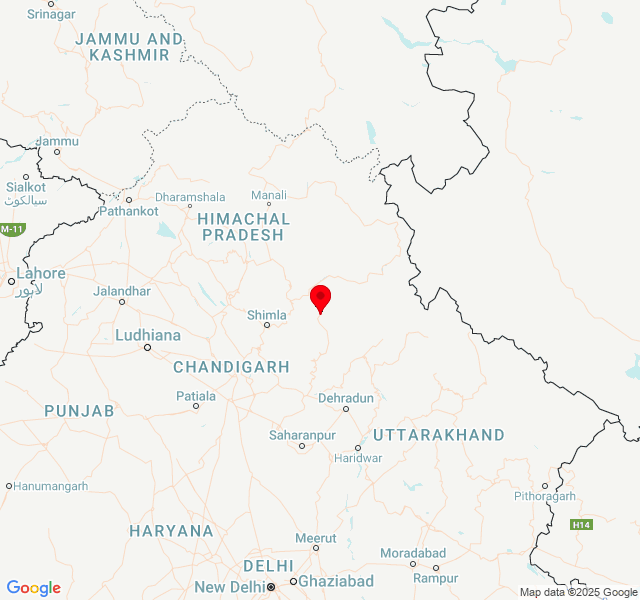 Srinagar
JAMMU AND
KASHMIR
Jammu
Sialkot
سیالکوٹ
Pathankot
Dharamshala
Manali
M-11
HIMACHAL
PRADESH
Lahore
لاہور
Jalandhar
Shimla
Ludhiana
CHANDIGARH
Patiala
Dehradun
PUNJAB
Saharanpur
UTTARAKHAND
Haridwar
Hanumangarh
Pithoragarh
HARYANA
H14
Meerut
DELHI
Moradabad
New Delhi
Ghaziabad
Rampur
Google
Map data ©2025 Google